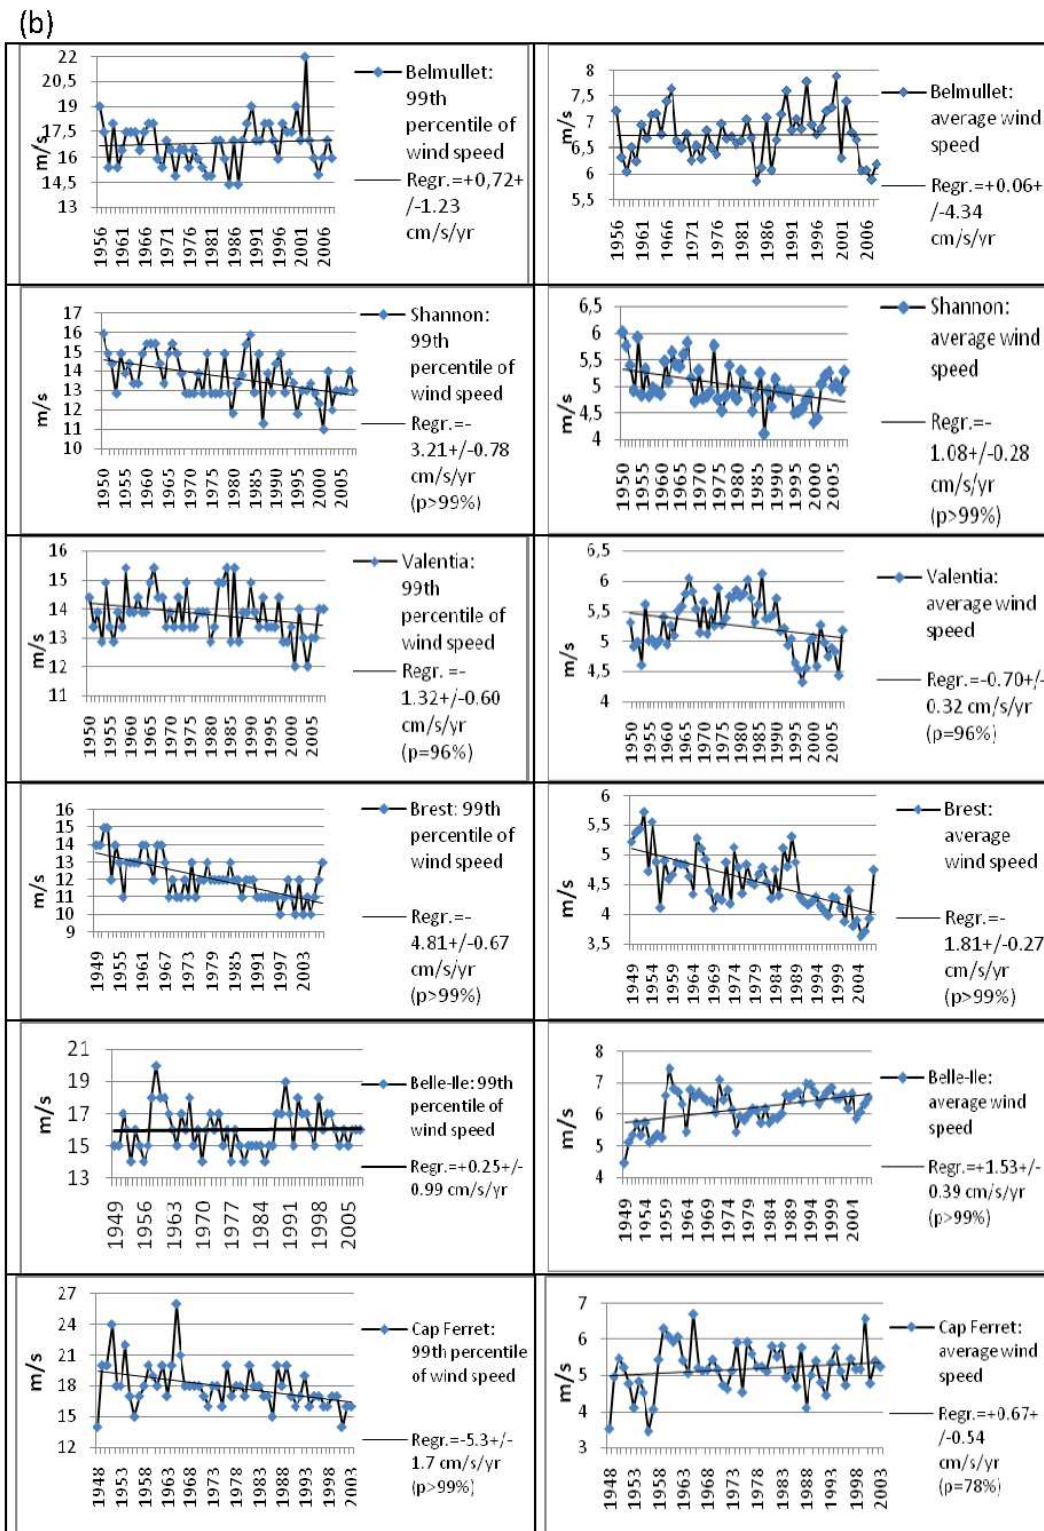 (b)
22
20,5
19
17.5
16
14,5
13
m/s
1956
1961
1966
1971
1976
1981
1986
1991
1996
2001
2006
Belmullet:
99th
percentile of
wind speed
Regr.=+0,72+
/-1.23
cm/s/yr
8
7,5
7
6,5
6
5,5
m/s
1956
1961
1966
1971
1976
1981
1986
1991
1996
2001
2006
Belmullet:
average wind
speed
Regr.=+0.06+
/-4.34
cm/s/yr
17
16
15
14
13
12
11
10
m/s
1950
1955
1960
1965
1970
1975
1980
1985
1990
1995
2000
2005
Shannon:
99th
percentile of
wind speed
Regr.=-
3.21+/-0.78
cm/s/yr
(p>99%)
6,5
6
5,5
5
4,5
4
m/s
1950
1955
1960
1965
1970
1975
1980
1985
1990
1995
2000
2005
Shannon:
average wind
speed
Regr.=-
1.08+/-0.28
cm/s/yr
(p>99%)
16
15
14
13
12
11
m/s
1950
1955
1960
1965
1970
1975
1980
1985
1990
1995
2000
2005
Valentia:
99th
percentile of
wind speed
Regr. =-
1.32+/-0.60
cm/s/yr
(p=96%)
6,5
6
5,5
5
4,5
4
m/s
1950
1955
1960
1965
1970
1975
1980
1985
1990
1995
2000
2005
Valentia:
average wind
speed
Regr.=-0.70+/-
0.32 cm/s/yr
(p=96%)
16
15
14
13
12
11
10
9
m/s
1949
1955
1961
1967
1973
1979
1985
1991
1997
2003
Brest: 99th
percentile of
wind speed
Regr.=-
4.81+/-0.67
cm/s/yr
(p>99%)
6
5,5
5
4,5
4
3,5
m/s
1949
1954
1959
1964
1969
1974
1979
1984
1989
1994
1999
2004
Brest:
average
wind speed
Regr.=-
1.81+/-0.27
cm/s/yr
(p>99%)
21
19
17
15
13
m/s
1949
1956
1963
1970
1977
1984
1991
1998
2005
Belle-Ile: 99th
percentile of
wind speed
Regr.=+0.25+/-
0.99 cm/s/yr
8
7
6
5
4
m/s
1949
1954
1959
1964
1969
1974
1979
1984
1989
1994
1999
2004
Belle-Ile:
average wind
speed
Regr.=+1.53+/-
0.39 cm/s/yr
(p>99%)
27
24
21
18
15
12
m/s
1948
1953
1958
1963
1968
1973
1978
1983
1988
1993
1998
2003
Cap Ferret:
99th percentile
of wind speed
Regr.=-5.3+/-
1.7 cm/s/yr
(p>99%)
7
6
5
4
3
m/s
1948
1953
1958
1963
1968
1973
1978
1983
1988
1993
1998
2003
Cap Ferret:
average wind
speed
Regr.=+0.67+
/-0.54
cm/s/yr
(p=78%)